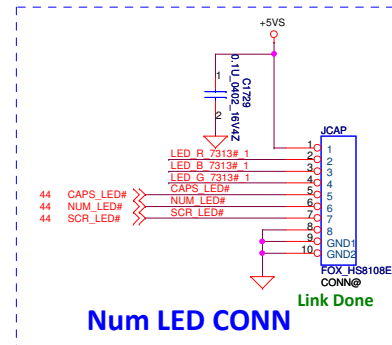 +5VS
1
C1729
0.1U_0402_16V4Z
2
JCAP
1 1
LED_R_7313#_1 2 2
LED_B_7313#_1 3 3
LED_G_7313#_1 4 4
44 CAPS_LED# CAPS_LED# 5 5
44 NUM_LED# NUM_LED# 6 6
44 SCR_LED# SCR_LED# 7 7
8 8
9 GND1
10 GND2
FOX_HS8108E
CONN@
Link Done
Num LED CONN